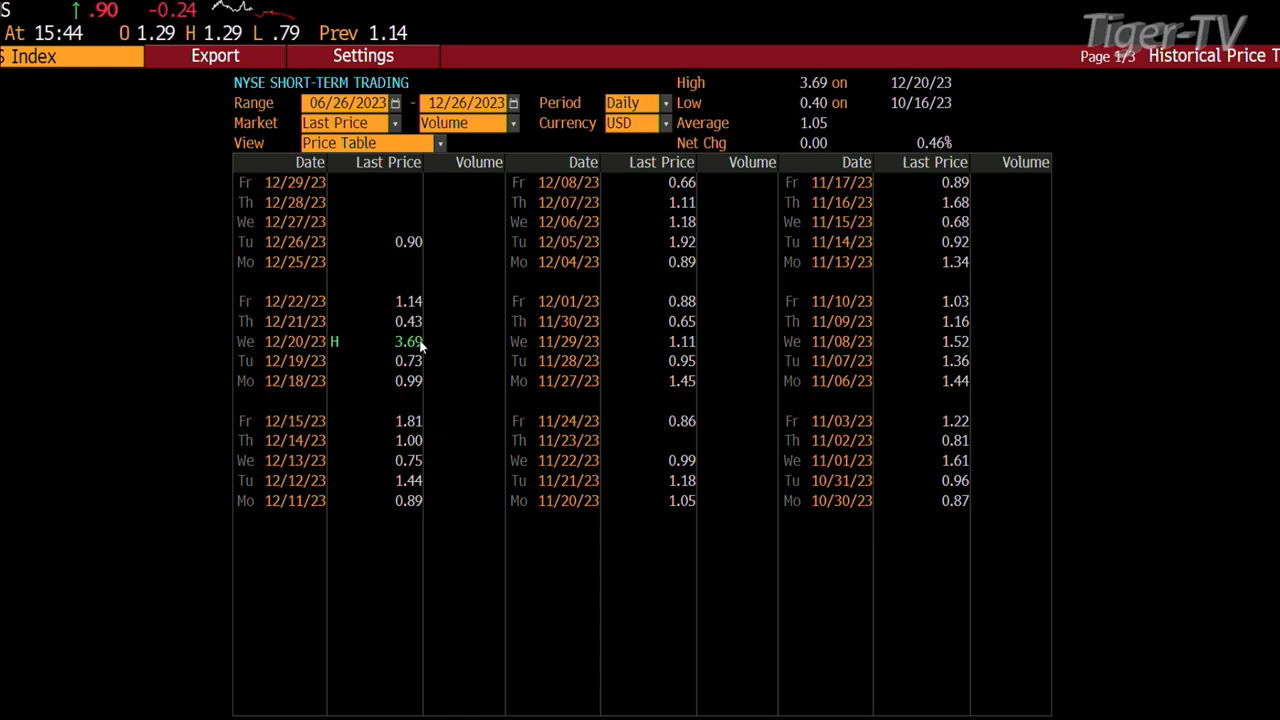 S ↑ .90 -0.24
At 15:44 O 1.29 H 1.29 L .79 Prev 1.14
Tiger-TV
S Index Export Settings Page 1/3 Historical Price T
NYSE SHORT-TERM TRADING High 3.69 on 12/20/23
Range 06/26/2023 - 12/26/2023 Period Daily Low 0.40 on 10/16/23
Market Last Price Volume Currency USD Average 1.05
View Price Table Net Chg 0.00 0.46%
Date Last Price Volume Date Last Price Volume Date Last Price Volume
Fr 12/29/23 Fr 12/08/23 0.66 Fr 11/17/23 0.89
Th 12/28/23 Th 12/07/23 1.11 Th 11/16/23 1.68
We 12/27/23 We 12/06/23 1.18 We 11/15/23 0.68
Tu 12/26/23 0.90 Tu 12/05/23 1.92 Tu 11/14/23 0.92
Mo 12/25/23 Mo 12/04/23 0.89 Mo 11/13/23 1.34
Fr 12/22/23 1.14 Fr 12/01/23 0.88 Fr 11/10/23 1.03
Th 12/21/23 0.43 Th 11/30/23 0.65 Th 11/09/23 1.16
We 12/20/23 H 3.69 We 11/29/23 1.11 We 11/08/23 1.52
Tu 12/19/23 0.73 Tu 11/28/23 0.95 Tu 11/07/23 1.36
Mo 12/18/23 0.99 Mo 11/27/23 1.45 Mo 11/06/23 1.44
Fr 12/15/23 1.81 Fr 11/24/23 0.86 Fr 11/03/23 1.22
Th 12/14/23 1.00 Th 11/23/23 Th 11/02/23 0.81
We 12/13/23 0.75 We 11/22/23 0.99 We 11/01/23 1.61
Tu 12/12/23 1.44 Tu 11/21/23 1.18 Tu 10/31/23 0.96
Mo 12/11/23 0.89 Mo 11/20/23 1.05 Mo 10/30/23 0.87